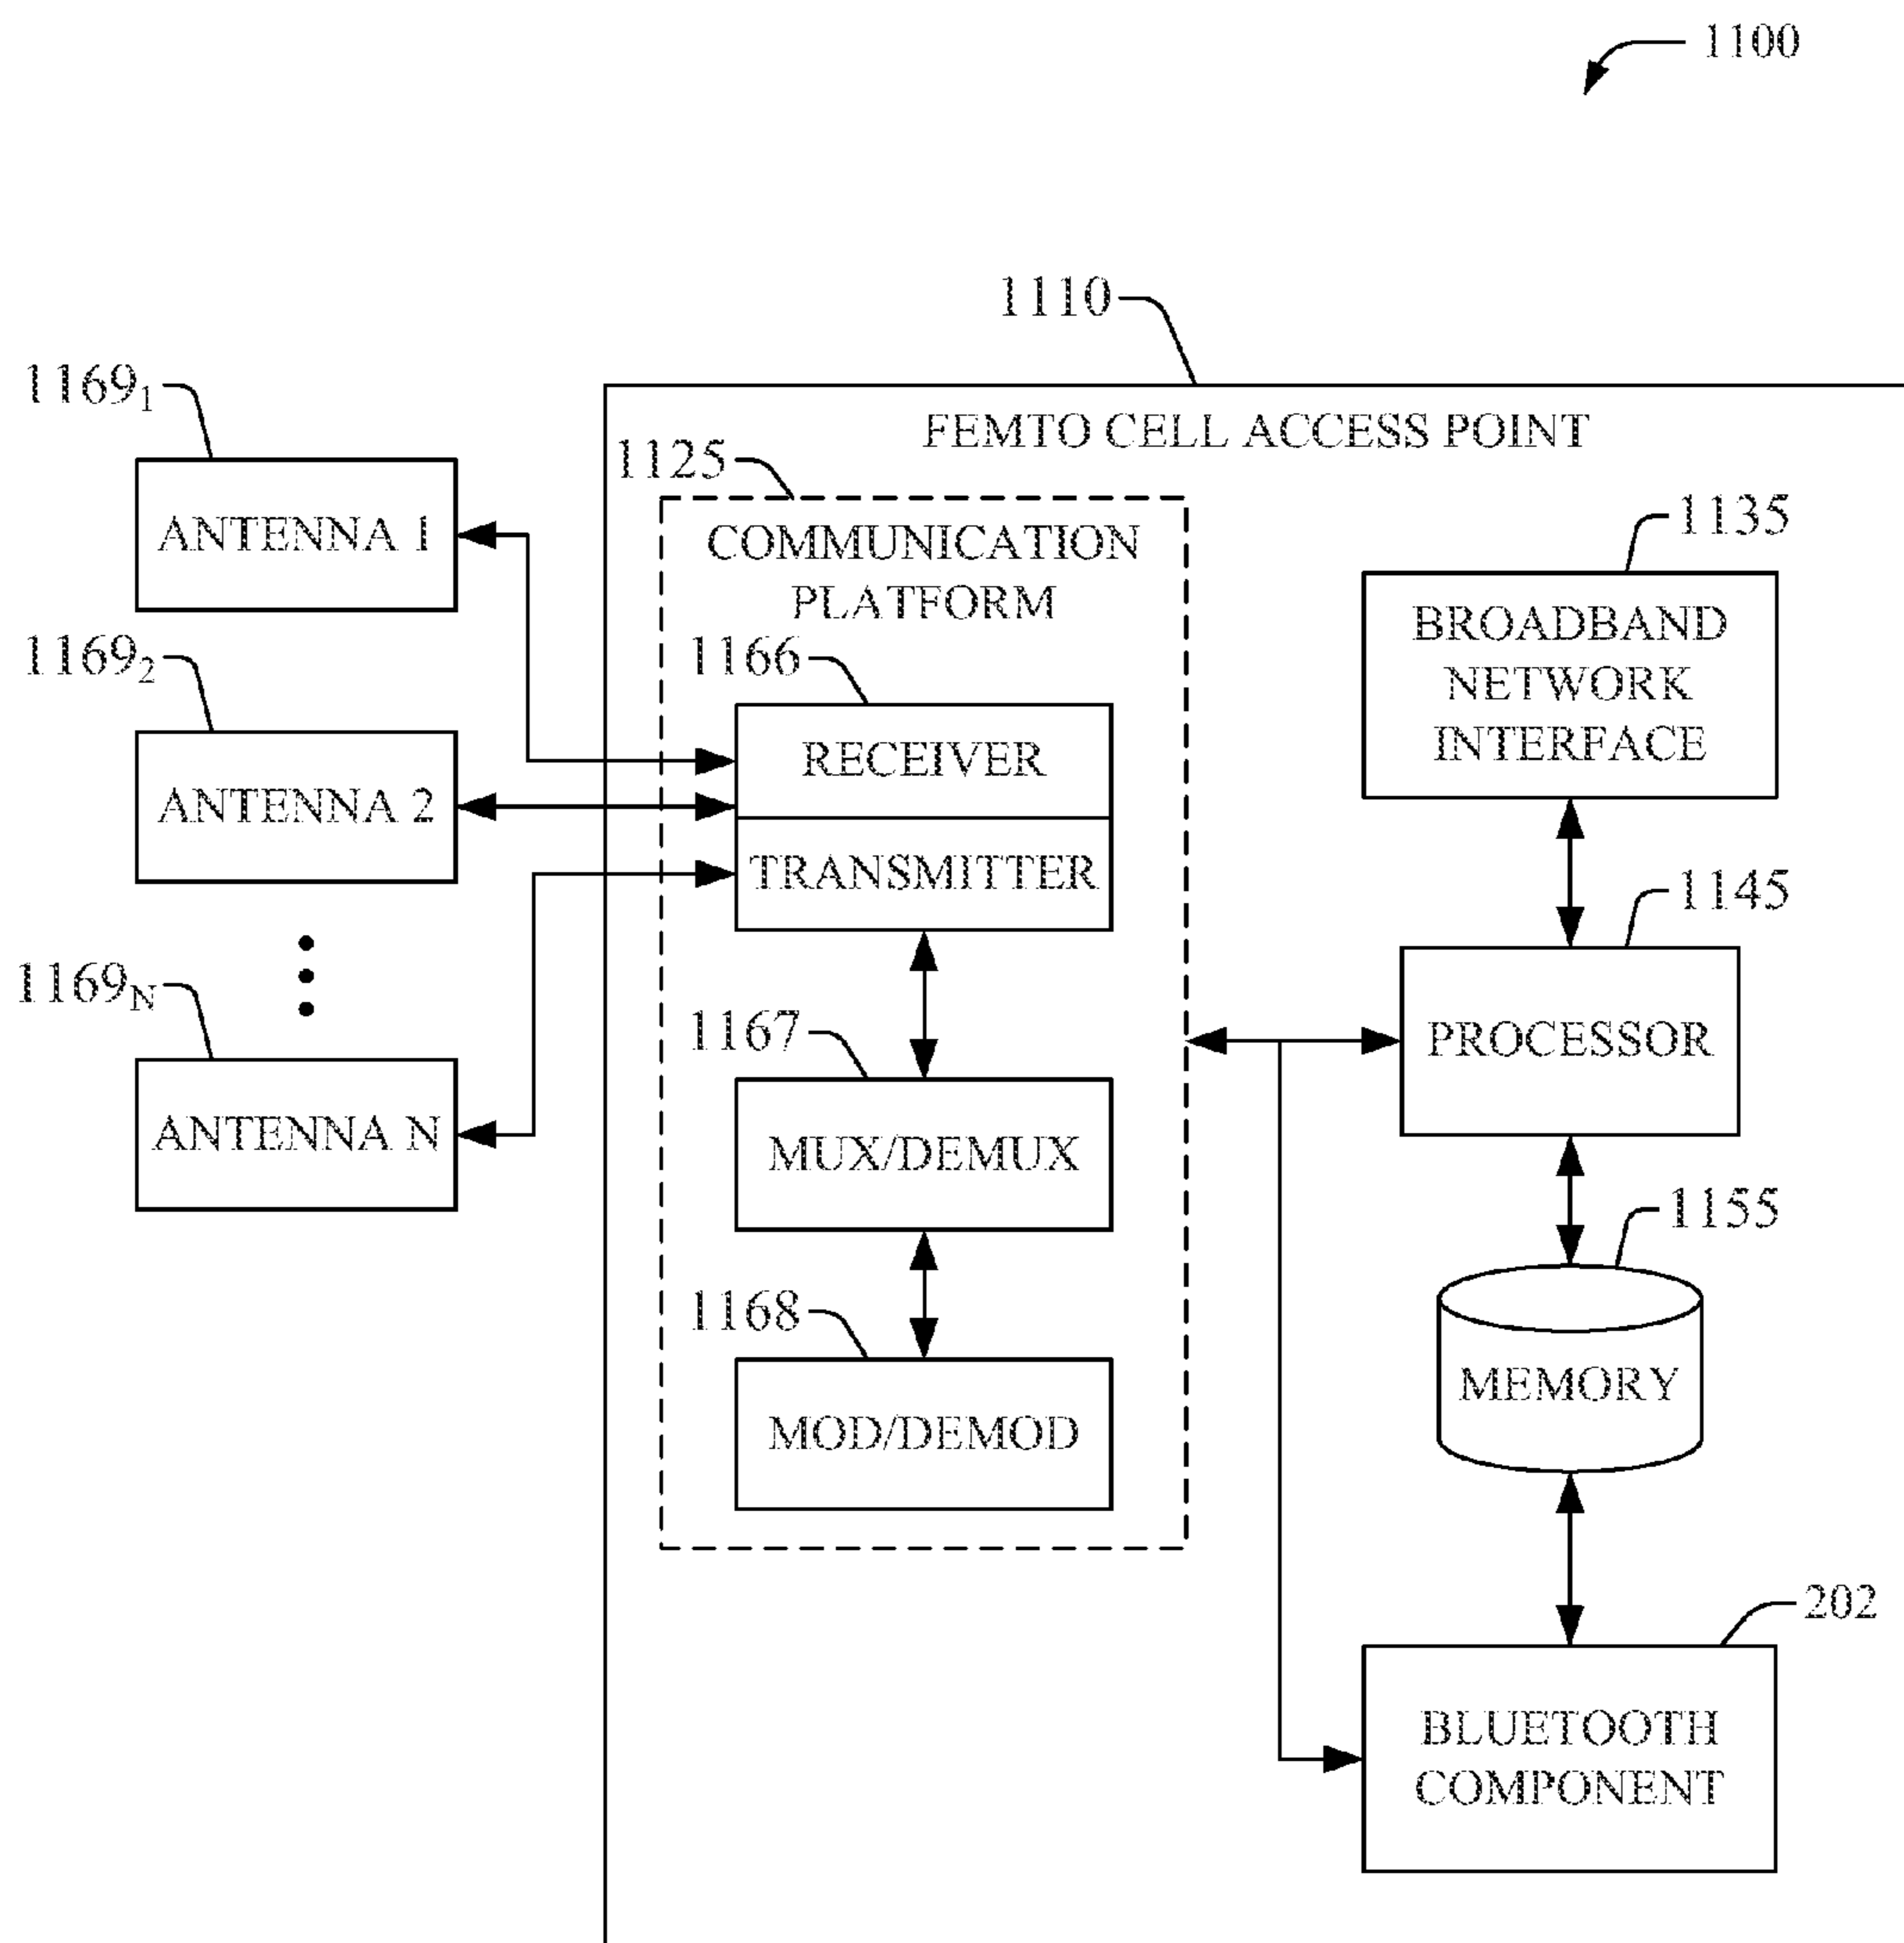 1100
1110
1169₁
FEMTO CELL ACCESS POINT
1125
ANTENNA 1
COMMUNICATION
PLATFORM
1135
BROADBAND
NETWORK
INTERFACE
1169₂
1166
RECEIVER
ANTENNA 2
TRANSMITTER
1145
1169N
1167
PROCESSOR
ANTENNA N
MUX/DEMUX
1155
1168
MEMORY
MOD/DEMOD
202
BLUETOOTH
COMPONENT